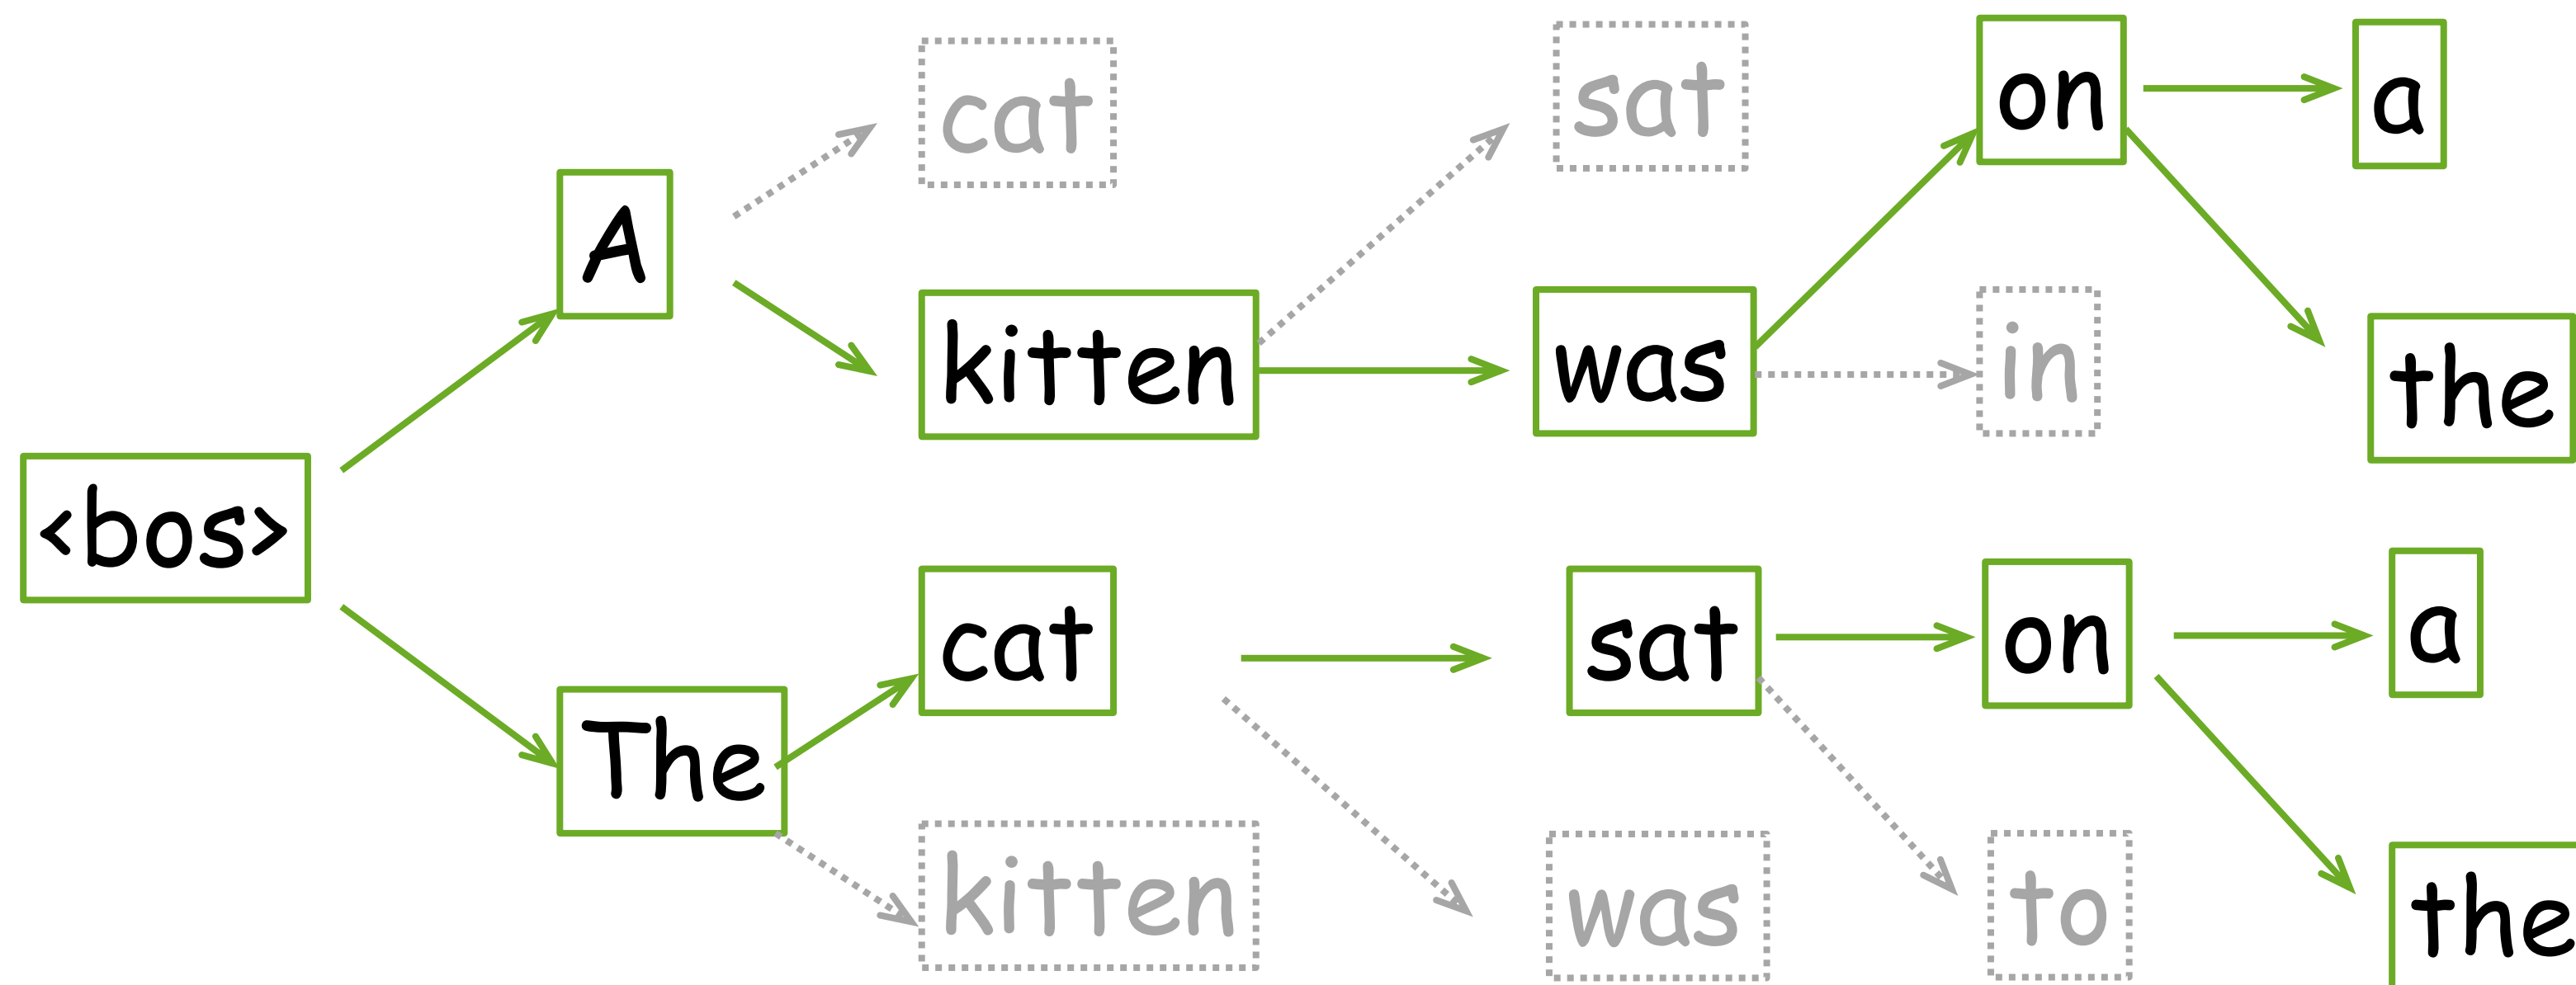 cat
sat
on
a
A
kitten
was
in
the
<bos>
cat
sat
on
a
The
kitten
was
to
the